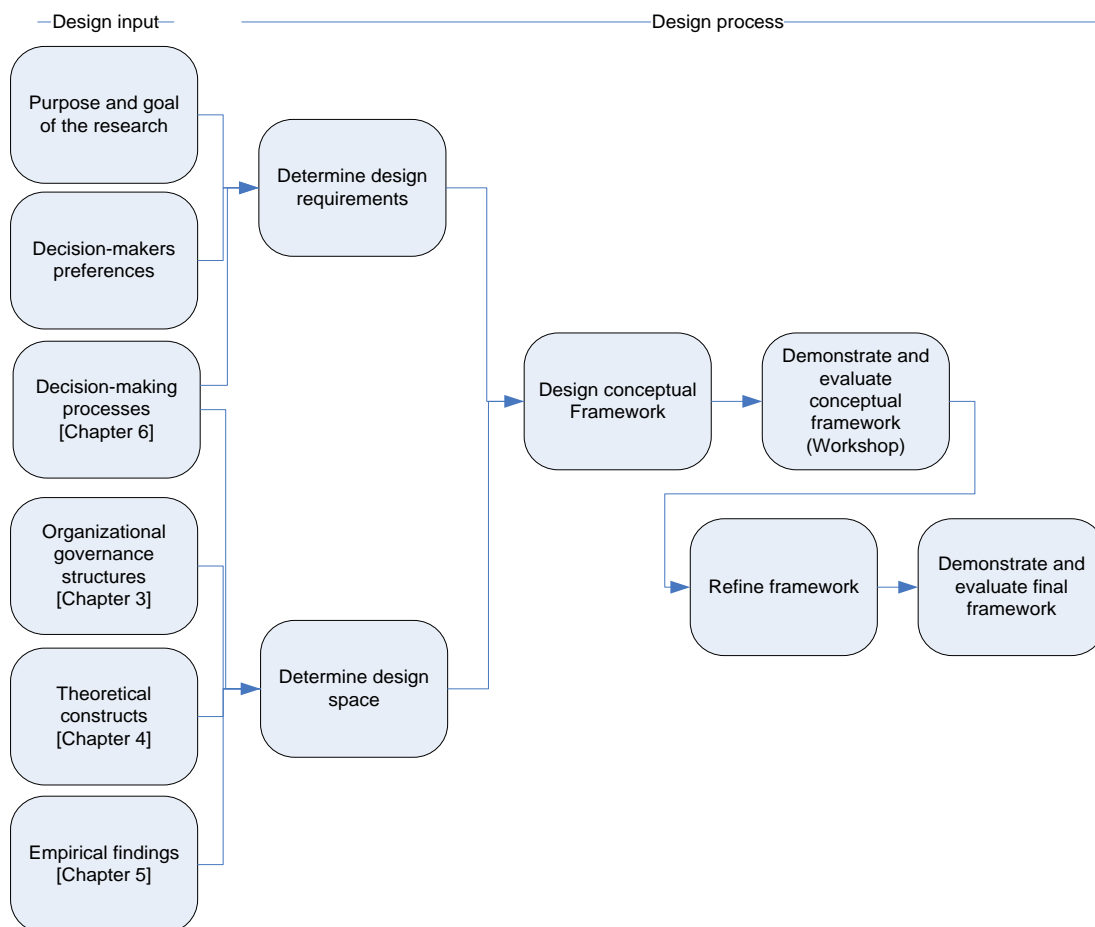 Design input
Design process
Purpose and goal
of the research
Decision-makers
preferences
Decision-making
processes
[Chapter 6]
Organizational
governance
structures
[Chapter 3]
Theoretical
constructs
[Chapter 4]
Empirical findings
[Chapter 5]
Determine design
requirements
Determine design
space
Design conceptual
Framework
Demonstrate and
evaluate
conceptual
framework
(Workshop)
Refine framework
Demonstrate and
evaluate final
framework